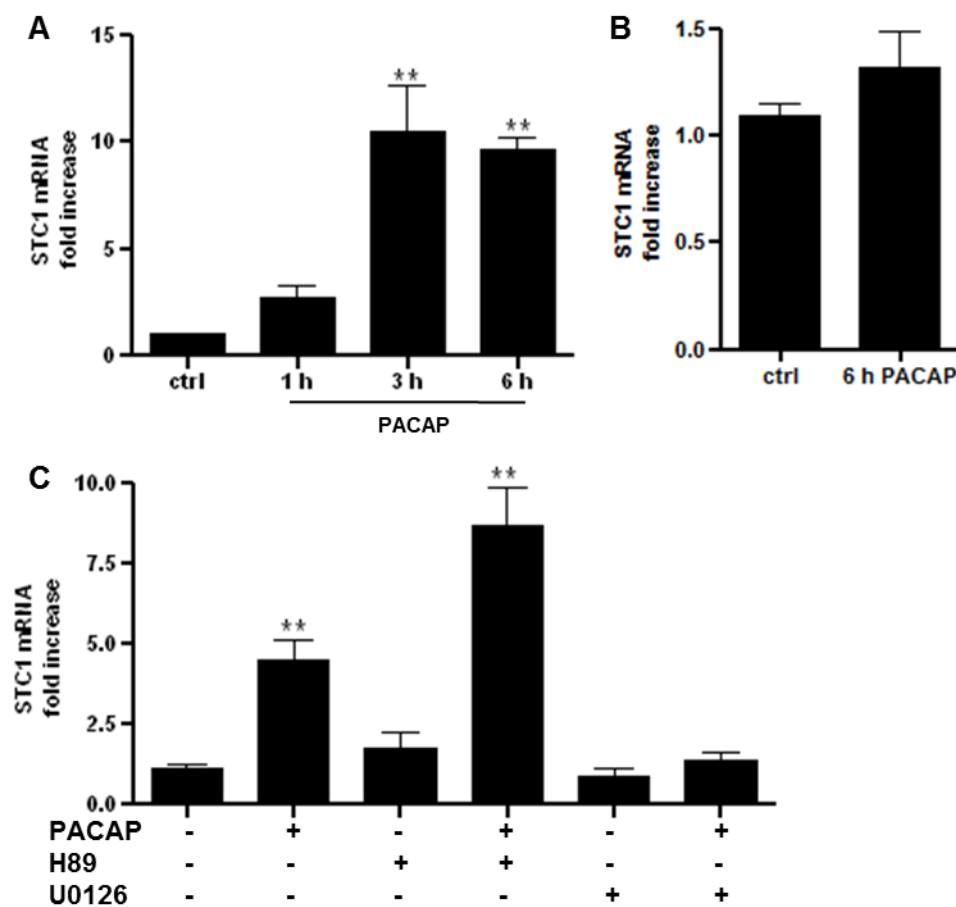 A
STC1 mRNA
fold increase
15
10
5
0
**
**
ctrl
1 h
3 h
6 h
PACAP
B
STC1 mRNA
fold increase
1.5
1.0
0.5
0.0
ctrl
6 h PACAP
C
STC1 mRNA
fold increase
10.0
7.5
5.0
2.5
0.0
**
**
PACAP - + - + - +
H89 - - + + - -
U0126 - - - - + +